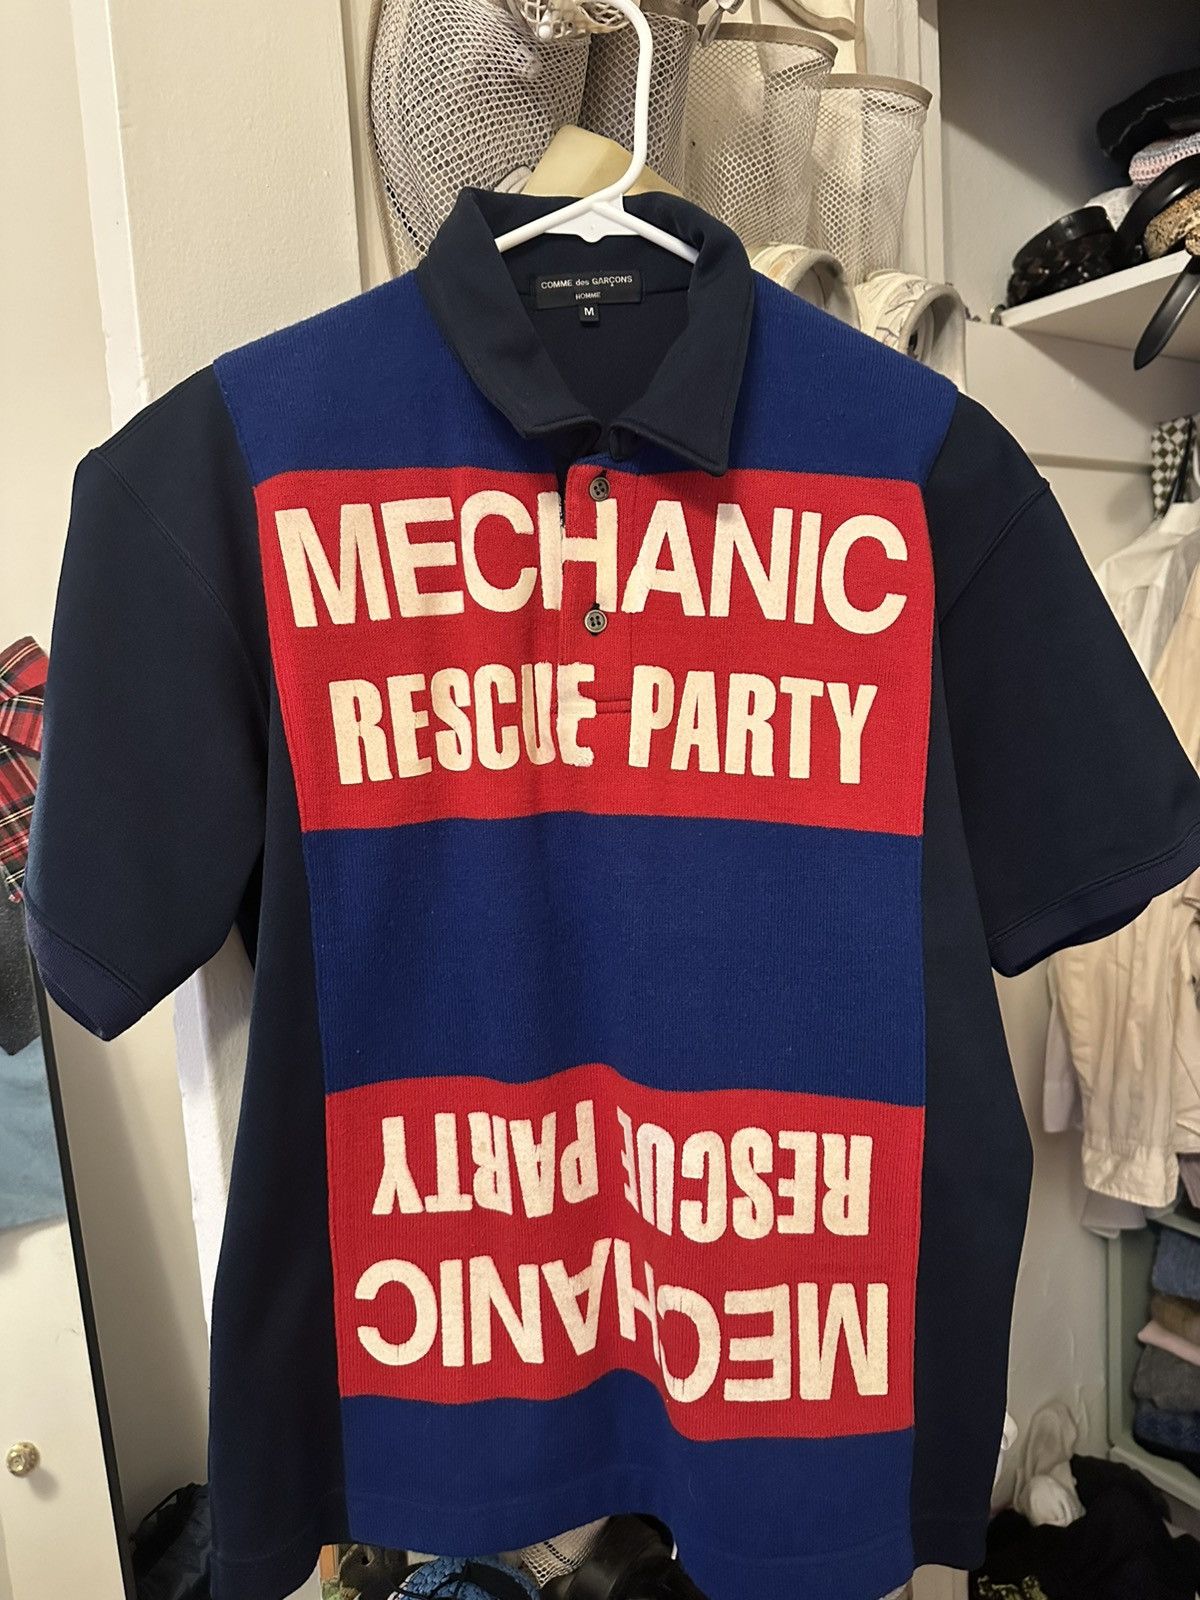 COMME des GARÇONS
HOMME
M
MECHANIC
RESCUE PARTY
RESCUE PARTY
MECHANIC